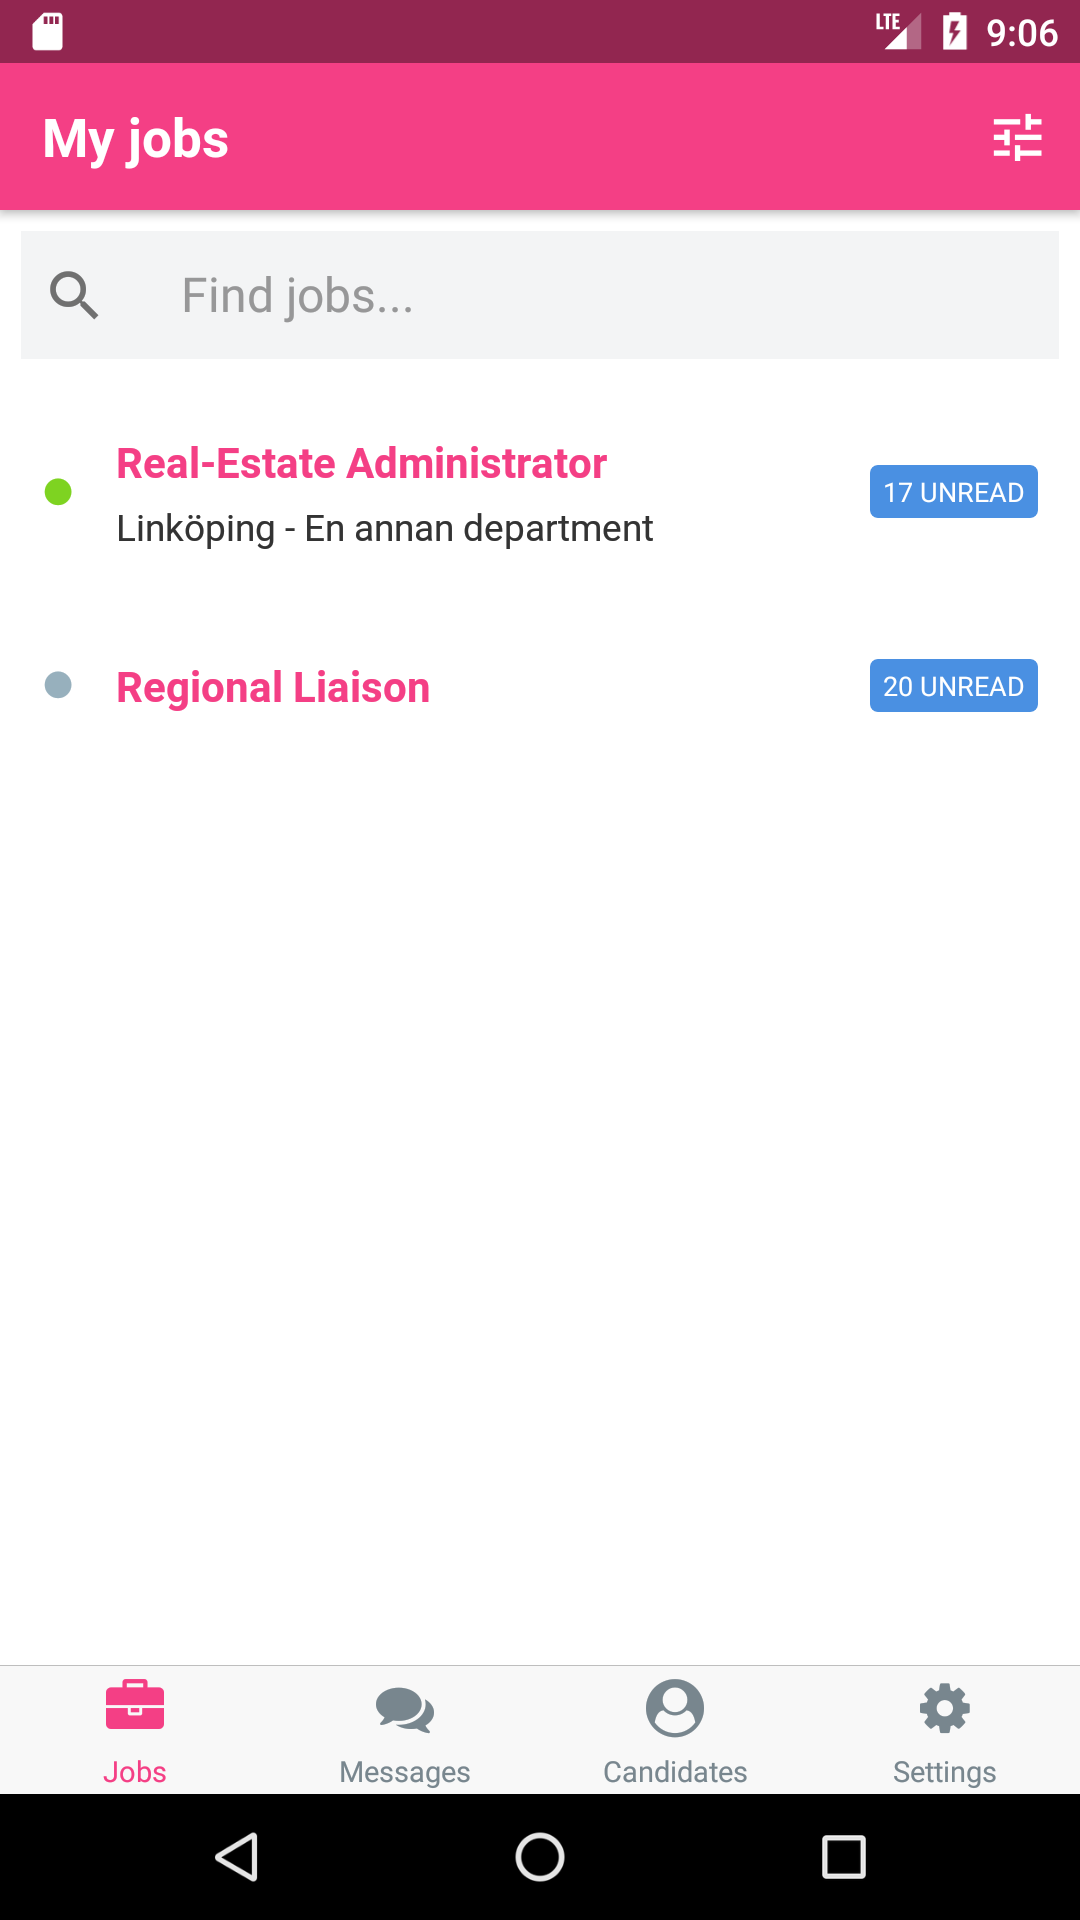 LTE 9:06
My jobs
Find jobs...
Real-Estate Administrator
17 UNREAD
Linköping - En annan department
Regional Liaison
20 UNREAD
Jobs Messages Candidates Settings